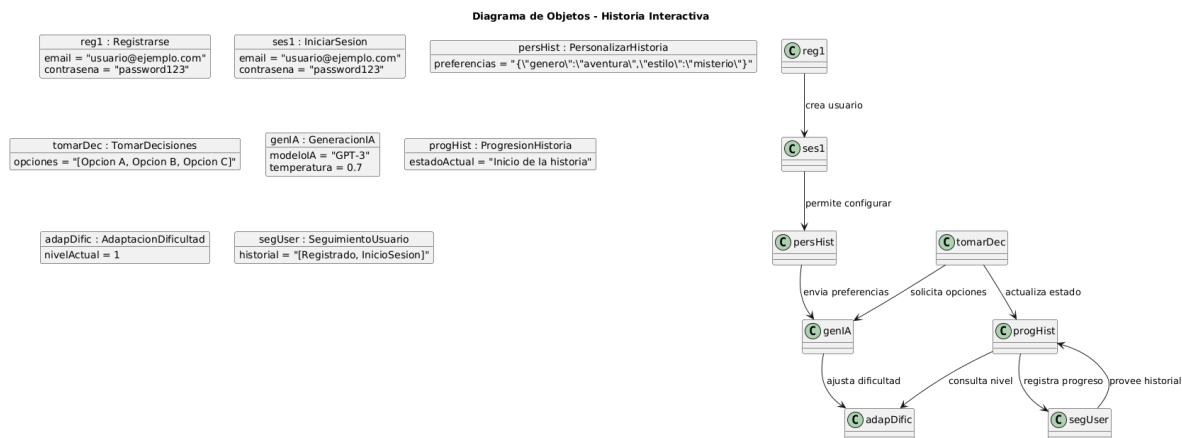 Diagrama de Objetos - Historia Interactiva
reg1 : Registrarse
email = "usuario@ejemplo.com"
contrasena = "password123"
ses1 : IniciarSesion
email = "usuario@ejemplo.com"
contrasena = "password123"
persHist : PersonalizarHistoria
preferencias = "{\"genero\":\"aventura\",\"estilo\":\"misterio\"}"
C reg1
crea usuario
tomarDec : TomarDecisiones
opciones = "[Opcion A, Opcion B, Opcion C]"
genIA : GeneracionIA
modeloIA = "GPT-3"
temperatura = 0.7
progHist : ProgresionHistoria
estadoActual = "Inicio de la historia"
C ses1
permite configurar
adapDific : AdaptacionDificultad
nivelActual = 1
segUser : SeguimientoUsuario
historial = "[Registrado, InicioSesion]"
C persHist
C tomarDec
envia preferencias
solicita opciones
actualiza estado
C genIA
C progHist
ajusta dificultad
consulta nivel
registra progreso
provee historial
C adapDific
C segUser